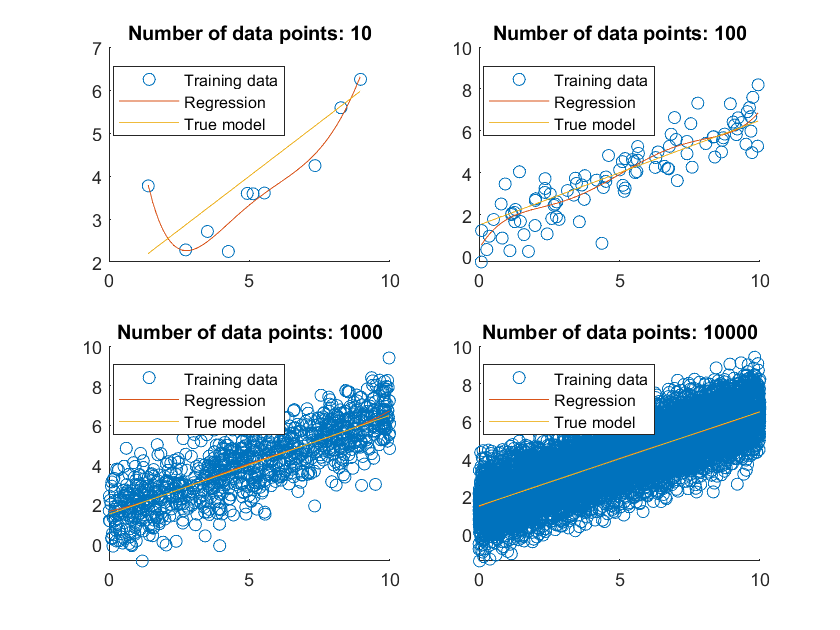 Number of data points: 10
7
6
5
4
3
2
0
5
10
Training data
Regression
True model
Number of data points: 100
10
8
6
4
2
0
0
5
10
Training data
Regression
True model
Number of data points: 1000
10
8
6
4
2
0
0
5
10
Training data
Regression
True model
Number of data points: 10000
10
8
6
4
2
0
0
5
10
Training data
Regression
True model